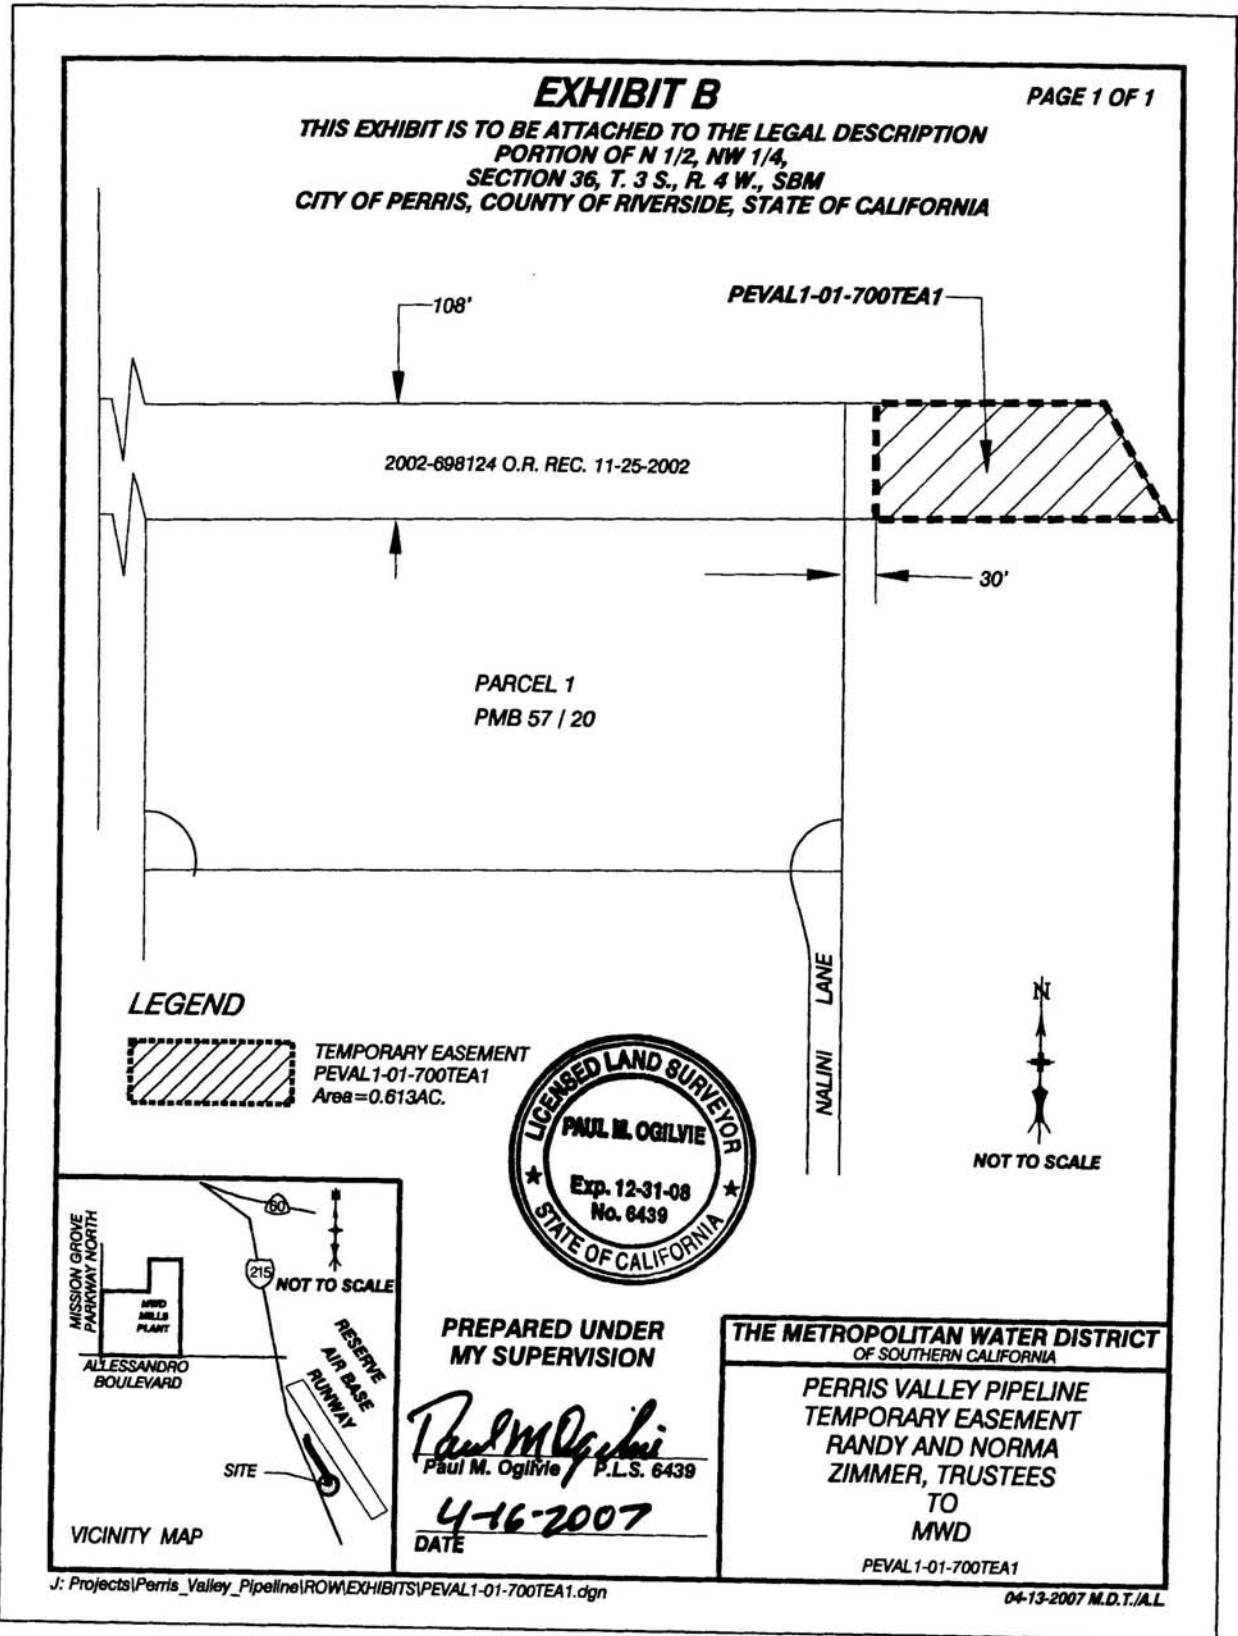 EXHIBIT B
PAGE 1 OF 1
THIS EXHIBIT IS TO BE ATTACHED TO THE LEGAL DESCRIPTION
PORTION OF N 1/2, NW 1/4,
SECTION 36, T. 3 S., R. 4 W., SBM
CITY OF PERRIS, COUNTY OF RIVERSIDE, STATE OF CALIFORNIA
108'
PEVAL1-01-700TEA1
2002-698124 O.R. REC. 11-25-2002
30'
PARCEL 1
PMB 57 / 20
NALINI LANE
LEGEND
TEMPORARY EASEMENT
PEVAL1-01-700TEA1
Area=0.613AC.
LICENSED LAND SURVEYOR
PAUL M. OGILVIE
Exp. 12-31-08
No. 6439
STATE OF CALIFORNIA
N
NOT TO SCALE
MISSION GROVE
PARKWAY NORTH
60
215
NOT TO SCALE
MWD
MILLS
PLANT
ALLESSANDRO
BOULEVARD
RESERVE
AIR BASE
RUNWAY
SITE
VICINITY MAP
PREPARED UNDER
MY SUPERVISION
Paul M Ogilvie
Paul M. Ogilvie P.L.S. 6439
4-16-2007
DATE
THE METROPOLITAN WATER DISTRICT
OF SOUTHERN CALIFORNIA
PERRIS VALLEY PIPELINE
TEMPORARY EASEMENT
RANDY AND NORMA
ZIMMER, TRUSTEES
TO
MWD
PEVAL1-01-700TEA1
J: Projects\Perris_Valley_Pipeline\ROW\EXHIBITS\PEVAL1-01-700TEA1.dgn
04-13-2007 M.D.T./A.L.